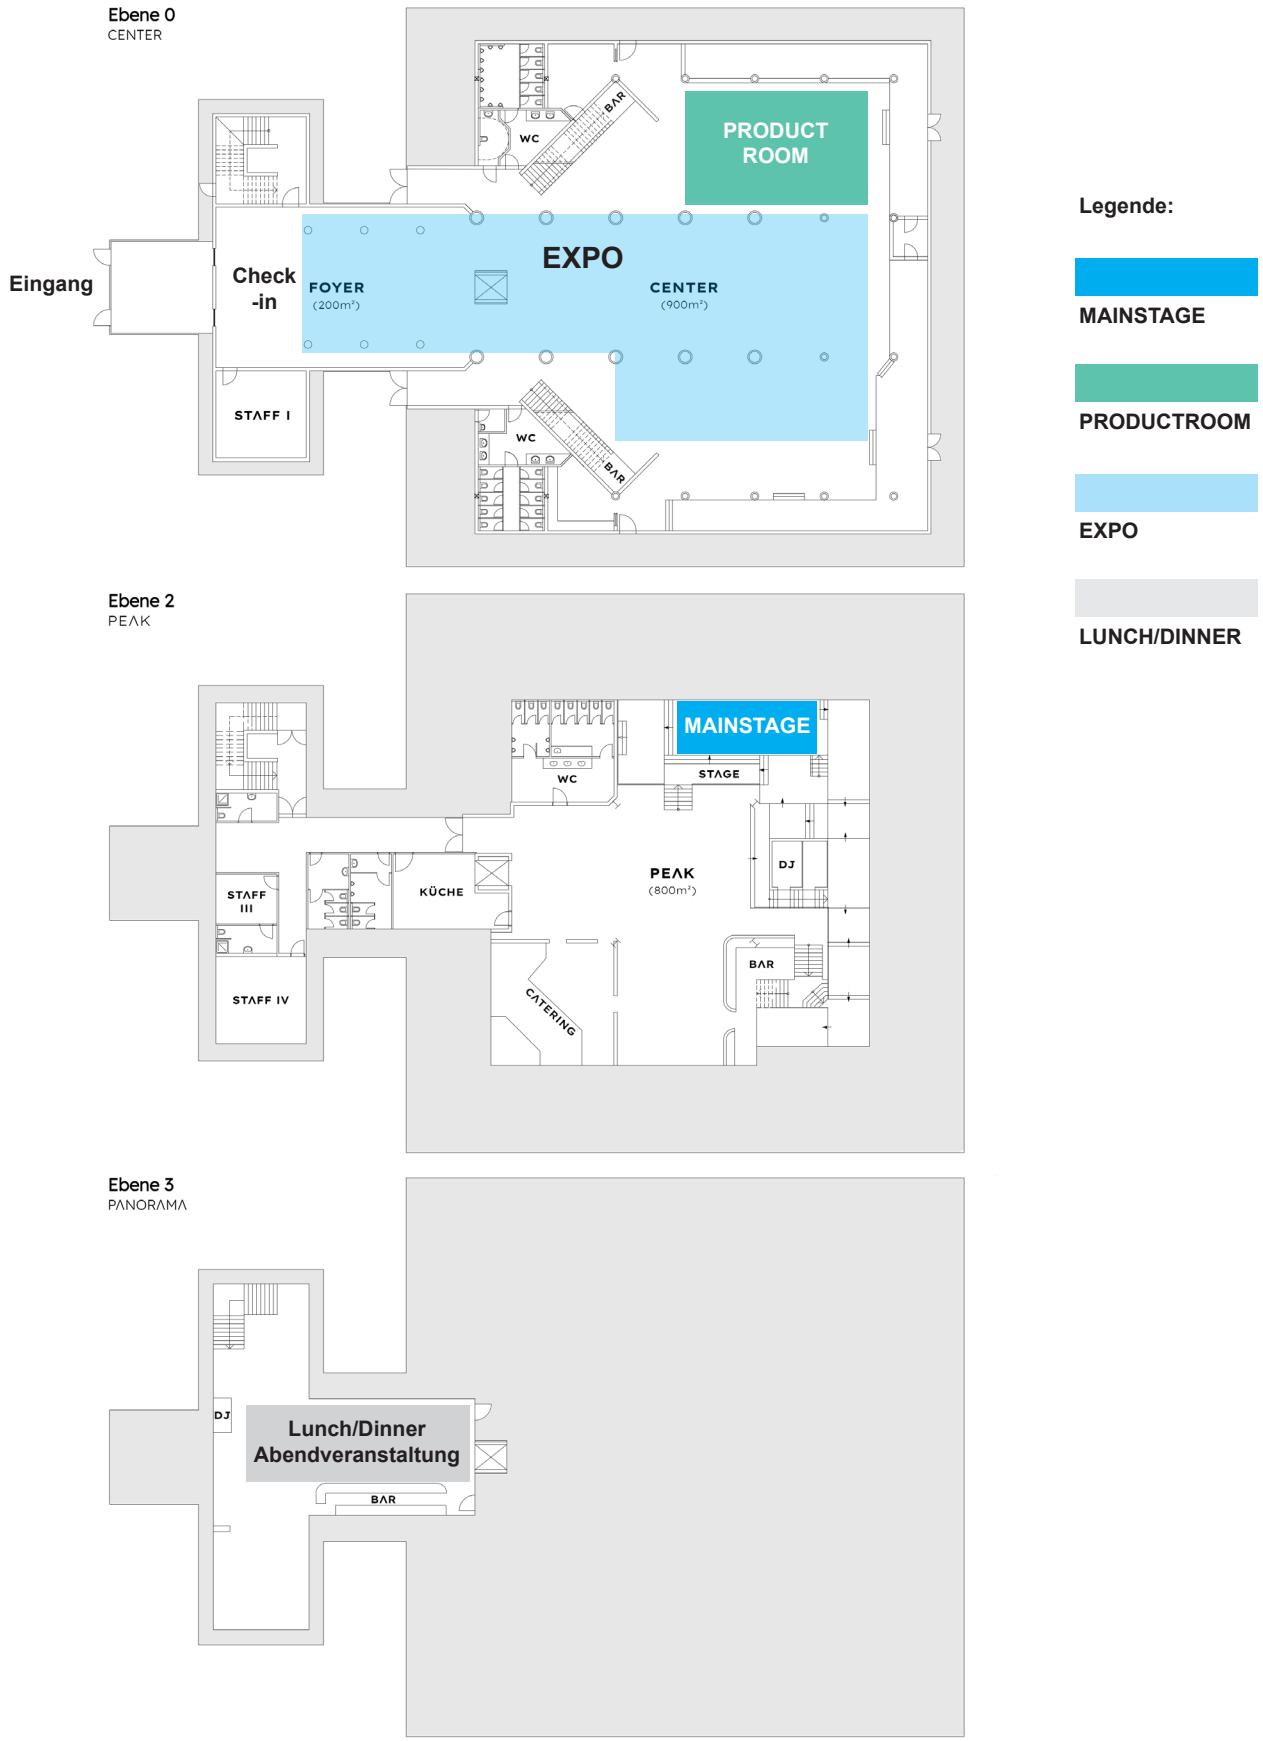 Ebene 0
CENTER
BAR
WC
PRODUCT
ROOM
Legende:
EXPO
Eingang
Check
-in
FOYER
(200m²)
CENTER
(900m²)
MAINSTAGE
PRODUCTROOM
STAFF I
WC
BAR
EXPO
LUNCH/DINNER
Ebene 2
PEAK
MAINSTAGE
STAGE
WC
PEAK
(800m²)
DJ
KÜCHE
STAFF
III
BAR
CATERING
STAFF IV
Ebene 3
PANORAMA
DJ
Lunch/Dinner
Abendveranstaltung
BAR